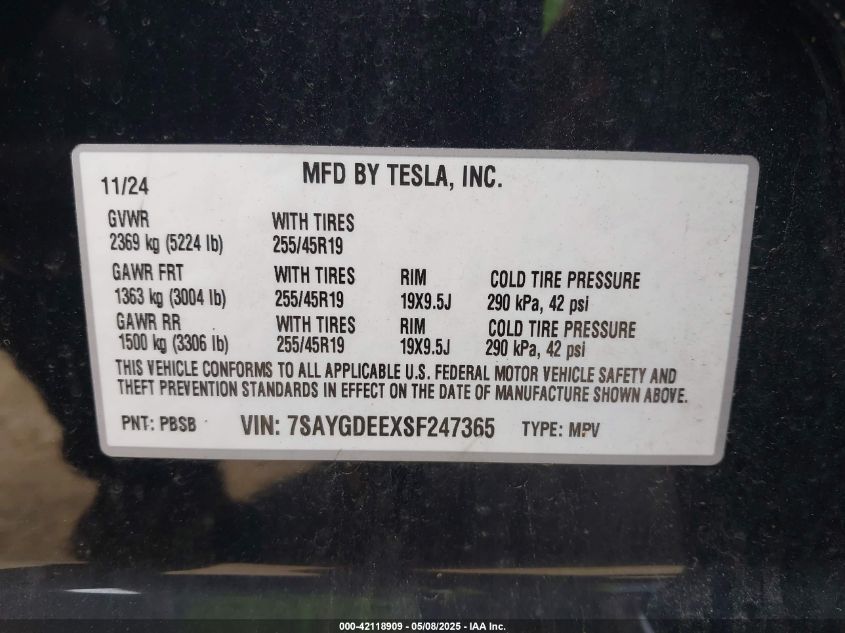 MFD BY TESLA, INC.
11/24
GVWR WITH TIRES
2369 kg (5224 lb) 255/45R19
GAWR FRT WITH TIRES RIM COLD TIRE PRESSURE
1363 kg (3004 lb) 255/45R19 19X9.5J 290 kPa, 42 psi
GAWR RR WITH TIRES RIM COLD TIRE PRESSURE
1500 kg (3306 lb) 255/45R19 19X9.5J 290 kPa, 42 psi
THIS VEHICLE CONFORMS TO ALL APPLICABLE U.S. FEDERAL MOTOR VEHICLE SAFETY AND
THEFT PREVENTION STANDARDS IN EFFECT ON THE DATE OF MANUFACTURE SHOWN ABOVE.
PNT: PBSB VIN: 7SAYGDEEXSF247365 TYPE: MPV
000-42118909 - 05/08/2025 - IAA Inc.